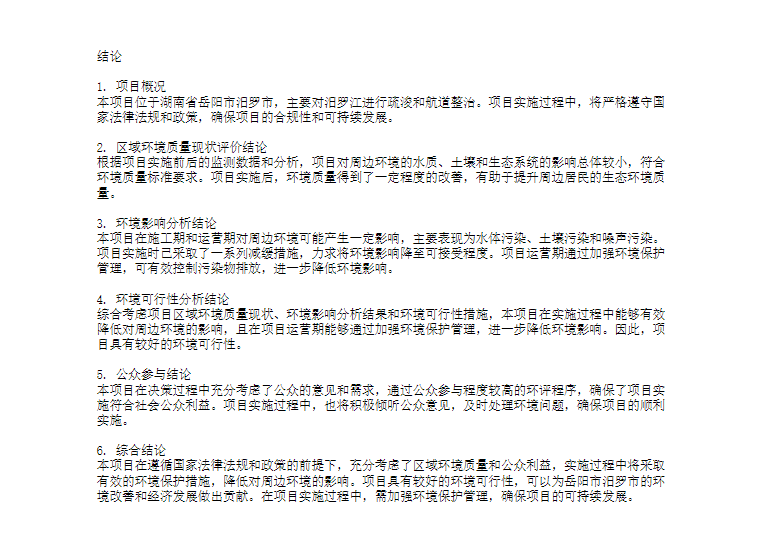 结论
1. 项目概况
本项目位于湖南省岳阳市汨罗市，主要对汨罗江进行疏浚和航道整治。项目实施过程中，将严格遵守国
家法律法规和政策，确保项目的合规性和可持续发展。
2. 区域环境质量现状评价结论
根据项目实施前后的监测数据和分析，项目对周边环境的水质、土壤和生态系统的影响总体较小，符合
环境质量标准要求。项目实施后，环境质量得到了一定程度的改善，有助于提升周边居民的生态环境质
量。
3. 环境影响分析结论
本项目在施工期和运营期对周边环境可能产生一定影响，主要表现为水体污染、土壤污染和噪声污染。
项目实施时已采取了一系列减缓措施，力求将环境影响降至可接受程度。项目运营期通过加强环境保护
管理，可有效控制污染物排放，进一步降低环境影响。
4. 环境可行性分析结论
综合考虑项目区域环境质量现状、环境影响分析结果和环境可行性措施，本项目在实施过程中能够有效
降低对周边环境的影响，且在项目运营期能够通过加强环境保护管理，进一步降低环境影响。因此，项
目具有较好的环境可行性。
5. 公众参与结论
本项目在决策过程中充分考虑了公众的意见和需求，通过公众参与程度较高的环评程序，确保了项目实
施符合社会公众利益。项目实施过程中，也将积极倾听公众意见，及时处理环境问题，确保项目的顺利
实施。
6. 综合结论
本项目在遵循国家法律法规和政策的前提下，充分考虑了区域环境质量和公众利益，实施过程中将采取
有效的环境保护措施，降低对周边环境的影响。项目具有较好的环境可行性，可以为岳阳市汨罗市的环
境改善和经济发展做出贡献。在项目实施过程中，需加强环境保护管理，确保项目的可持续发展。